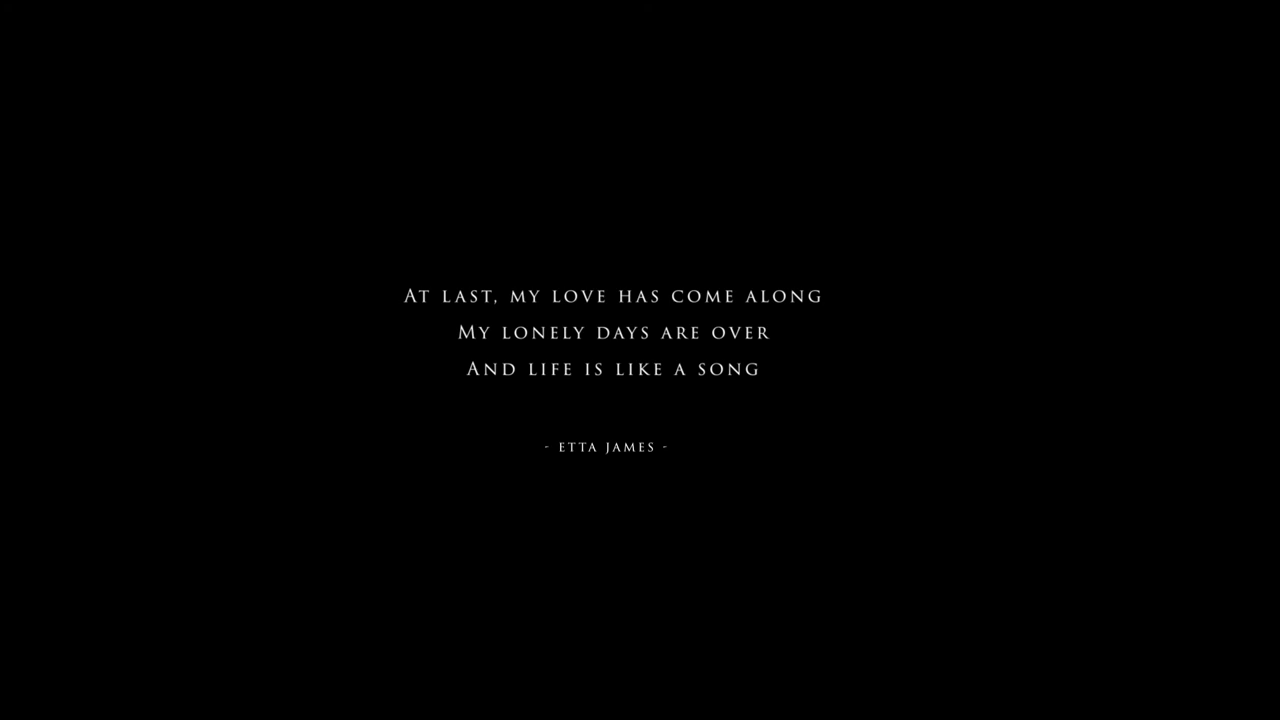 At last, my love has come along
My lonely days are over
And life is like a song
- Etta James -